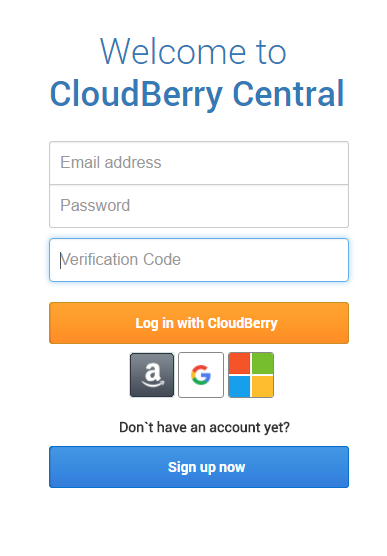 Welcome to
CloudBerry Central
Email address
Password
Verification Code
Log in with CloudBerry
a
G
Don`t have an account yet?
Sign up now